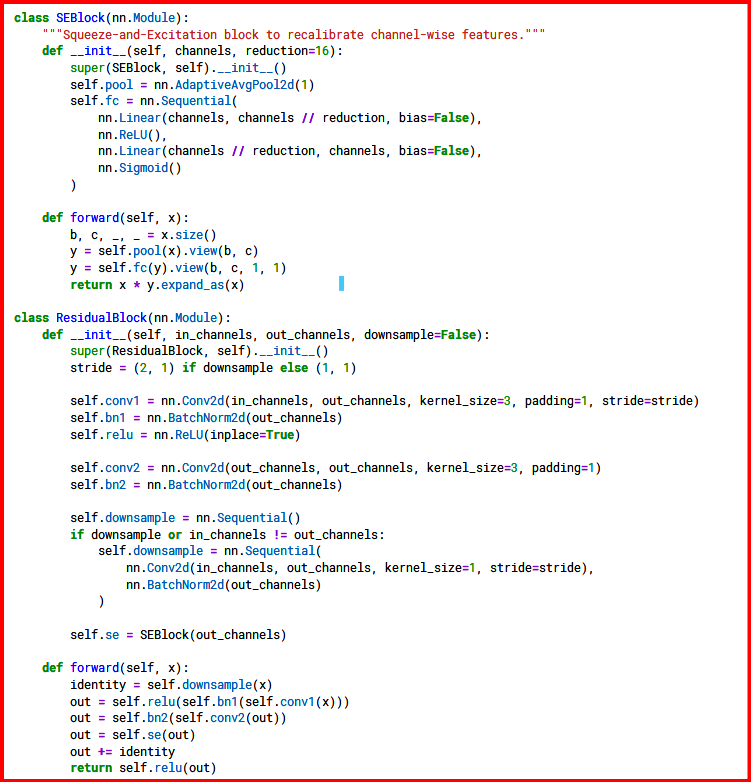 class SEBlock(nn.Module):
    """Squeeze-and-Excitation block to recalibrate channel-wise features."""
    def __init__(self, channels, reduction=16):
        super(SEBlock, self).__init__()
        self.pool = nn.AdaptiveAvgPool2d(1)
        self.fc = nn.Sequential(
            nn.Linear(channels, channels // reduction, bias=False),
            nn.ReLU(),
            nn.Linear(channels // reduction, channels, bias=False),
            nn.Sigmoid()
        )
    def forward(self, x):
        b, c, _, _ = x.size()
        y = self.pool(x).view(b, c)
        y = self.fc(y).view(b, c, 1, 1)
        return x * y.expand_as(x)
class ResidualBlock(nn.Module):
    def __init__(self, in_channels, out_channels, downsample=False):
        super(ResidualBlock, self).__init__()
        stride = (2, 1) if downsample else (1, 1)
        self.conv1 = nn.Conv2d(in_channels, out_channels, kernel_size=3, padding=1, stride=stride)
        self.bn1 = nn.BatchNorm2d(out_channels)
        self.relu = nn.ReLU(inplace=True)
        self.conv2 = nn.Conv2d(out_channels, out_channels, kernel_size=3, padding=1)
        self.bn2 = nn.BatchNorm2d(out_channels)
        self.downsample = nn.Sequential()
        if downsample or in_channels != out_channels:
            self.downsample = nn.Sequential(
                nn.Conv2d(in_channels, out_channels, kernel_size=1, stride=stride),
                nn.BatchNorm2d(out_channels)
            )
        self.se = SEBlock(out_channels)
    def forward(self, x):
        identity = self.downsample(x)
        out = self.relu(self.bn1(self.conv1(x)))
        out = self.bn2(self.conv2(out))
        out = self.se(out)
        out += identity
        return self.relu(out)